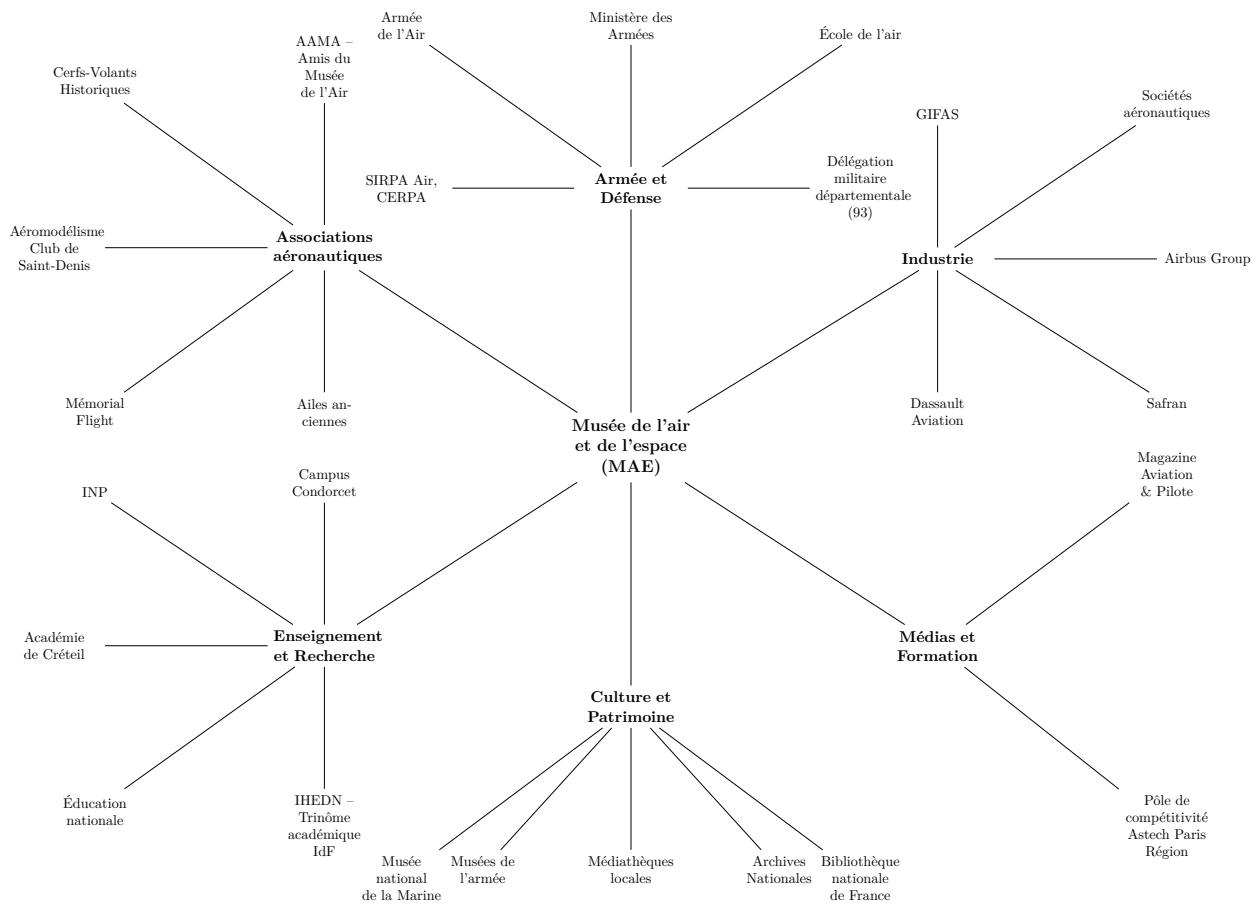 Armée
de l'Air
Ministère des
Armées
École de l'air
AAMA –
Amis du
Musée
de l'Air
Cerfs-Volants
Historiques
GIFAS
Sociétés
aéronautiques
SIRPA Air,
CERPA
Armée et
Défense
Délégation
militaire
départementale
(93)
Aéromodélisme
Club de
Saint-Denis
Associations
aéronautiques
Industrie
Airbus Group
Mémorial
Flight
Ailes an-
ciennes
Dassault
Aviation
Safran
Musée de l'air
et de l'espace
(MAE)
INP
Campus
Condorcet
Magazine
Aviation
& Pilote
Académie
de Créteil
Enseignement
et Recherche
Médias et
Formation
Culture et
Patrimoine
Éducation
nationale
IHEDN –
Trinôme
académique
IdF
Pôle de
compétitivité
Astech Paris
Région
Musée
national
de la Marine
Musées de
l'armée
Médiathèques
locales
Archives
Nationales
Bibliothèque
nationale
de France